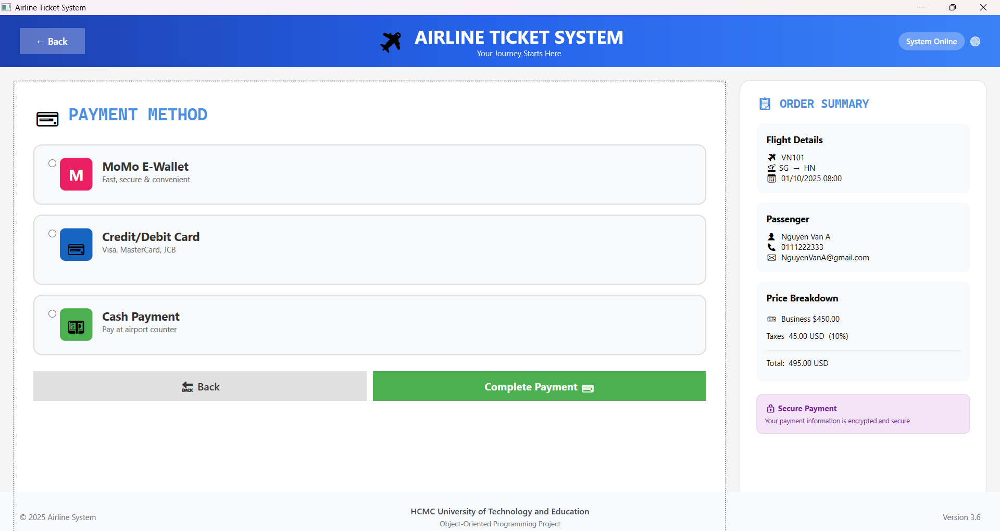 Airline Ticket System
← Back
AIRLINE TICKET SYSTEM
Your Journey Starts Here
System Online
PAYMENT METHOD
M
MoMo E-Wallet
Fast, secure & convenient
Credit/Debit Card
Visa, MasterCard, JCB
Cash Payment
Pay at airport counter
BACK Back
Complete Payment
ORDER SUMMARY
Flight Details
VN101
SG → HN
01/10/2025 08:00
Passenger
Nguyen Van A
0111222333
NguyenVanA@gmail.com
Price Breakdown
Business $450.00
Taxes 45.00 USD (10%)
Total: 495.00 USD
Secure Payment
Your payment information is encrypted and secure
© 2025 Airline System
HCMC University of Technology and Education
Object-Oriented Programming Project
Version 3.6